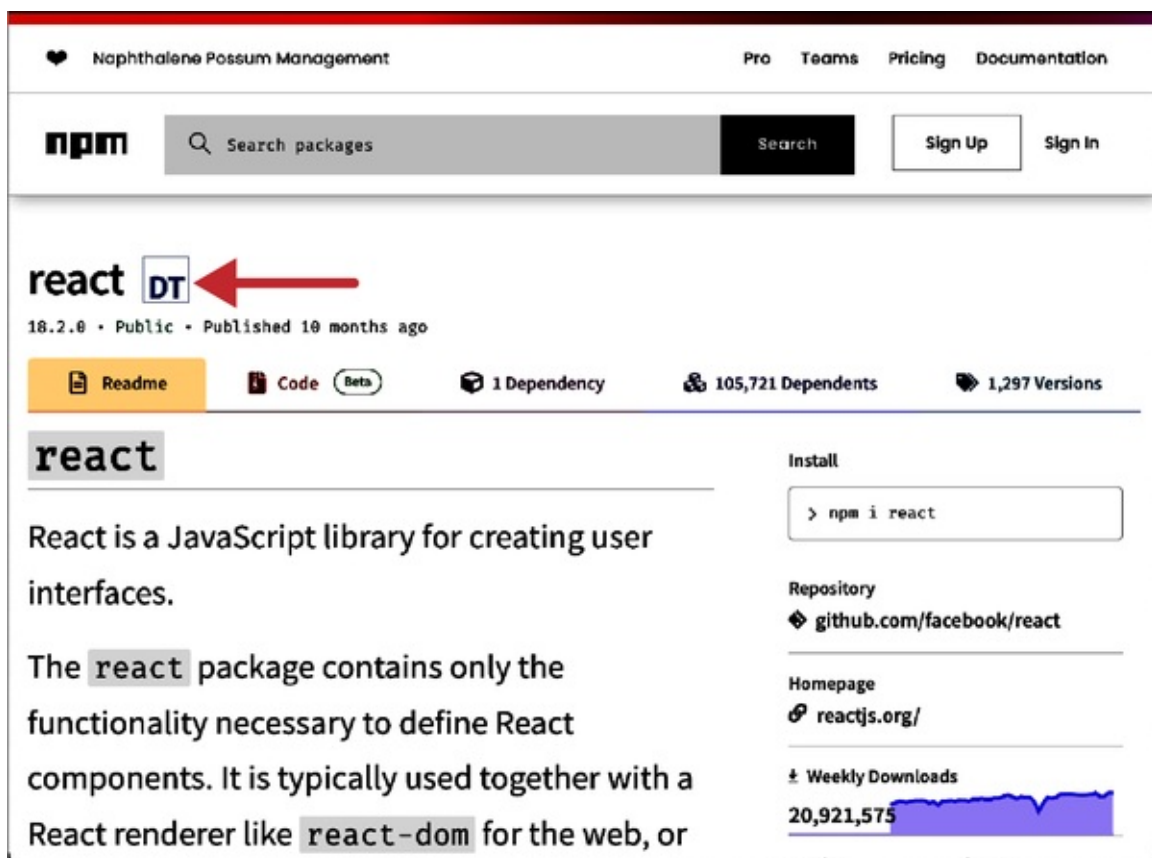 Naphthalene Possum Management
Pro Teams Pricing Documentation
npm
Search packages
Search
Sign Up
Sign In
react DT
18.2.0 • Public • Published 10 months ago
Readme
Code Beta
1 Dependency
105,721 Dependents
1,297 Versions
react
React is a JavaScript library for creating user
interfaces.
The react package contains only the
functionality necessary to define React
components. It is typically used together with a
React renderer like react-dom for the web, or
Install
> npm i react
Repository
github.com/facebook/react
Homepage
reactjs.org/
Weekly Downloads
20,921,575